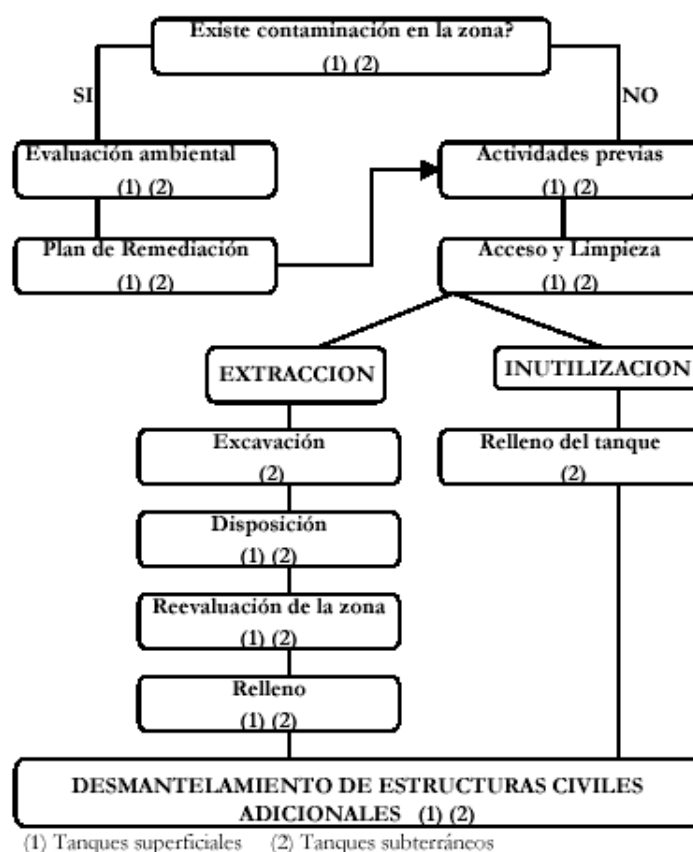 Existe contaminación en la zona?
(1) (2)
SI
NO
Evaluación ambiental
(1) (2)
Actividades previas
(1) (2)
Plan de Remediación
(1) (2)
Acceso y Limpieza
(1) (2)
EXTRACCION
INUTILIZACION
Excavación
(2)
Relleno del tanque
(2)
Disposición
(1) (2)
Reevaluación de la zona
(1) (2)
Relleno
(1) (2)
DESMANTELAMIENTO DE ESTRUCTURAS CIVILES
ADICIONALES (1) (2)
(1) Tanques superficiales (2) Tanques subterráneos